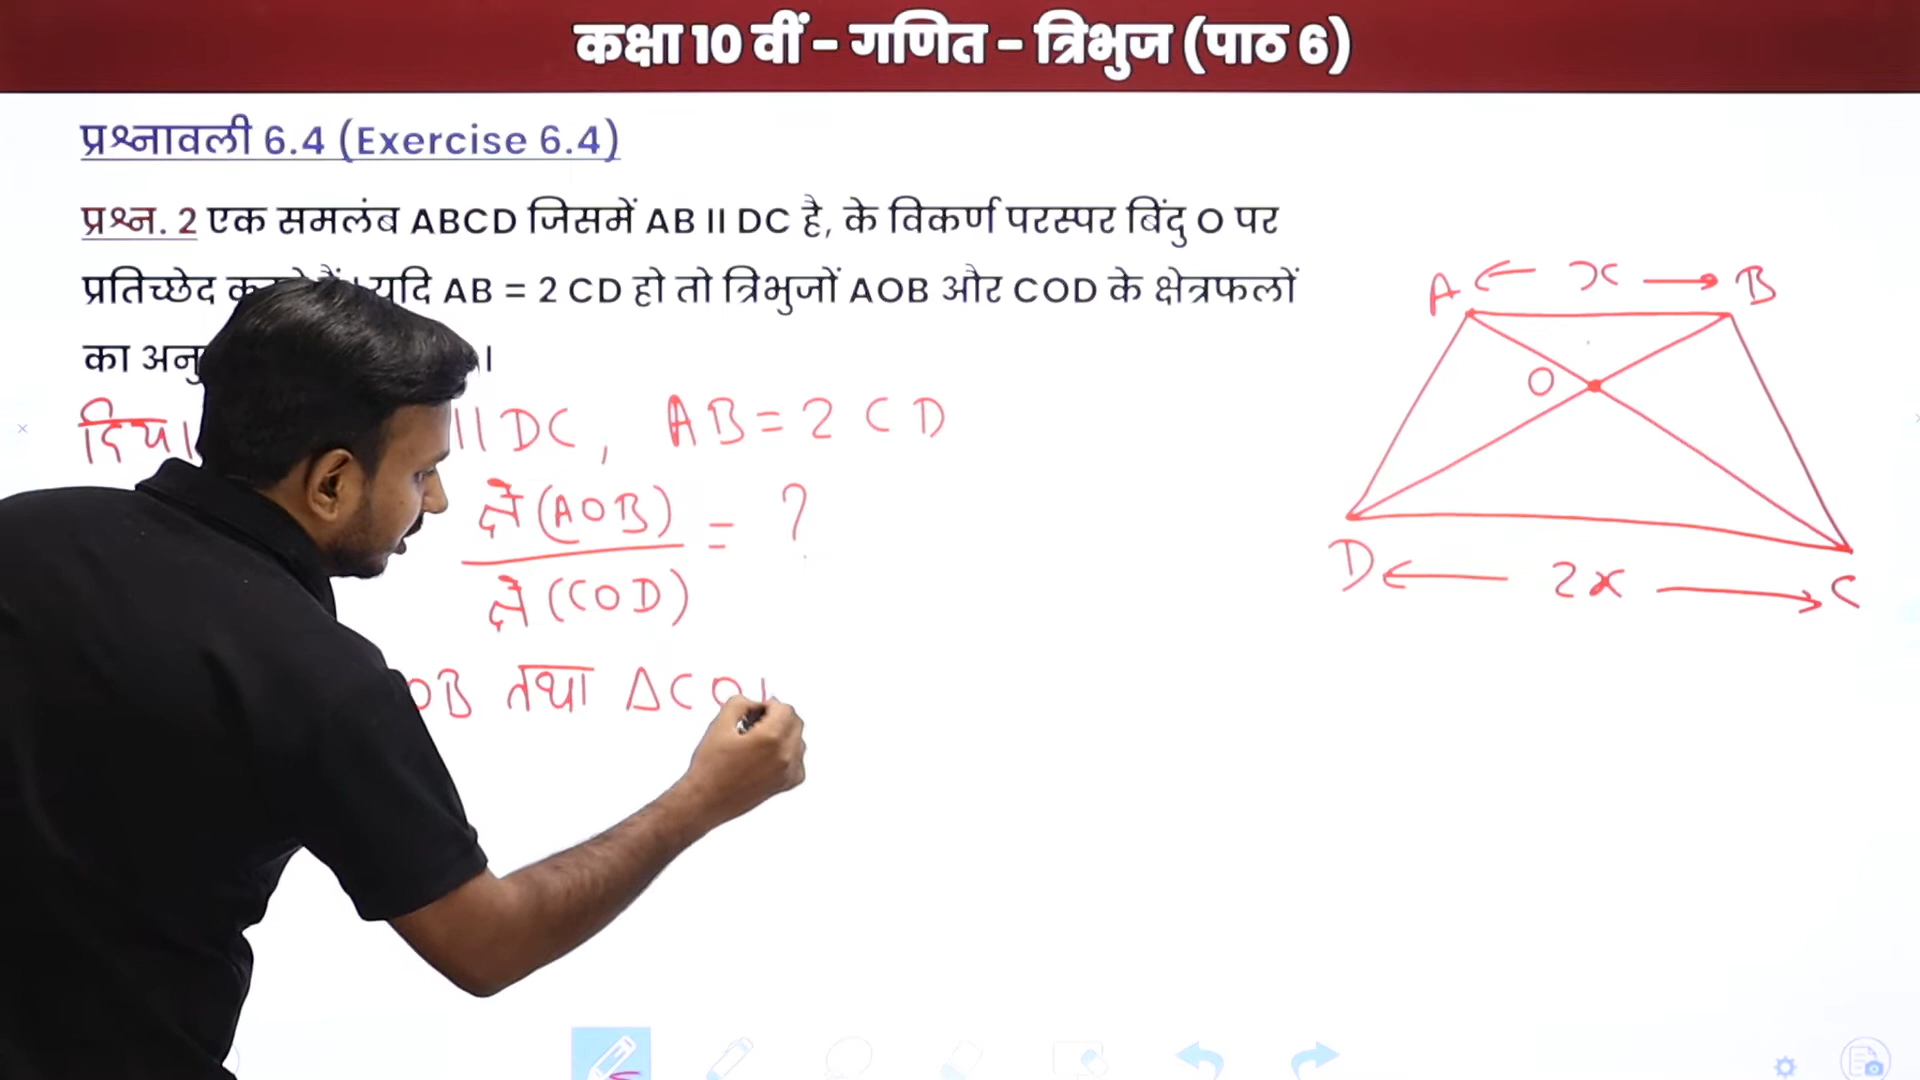 कक्षा 10 वीं - गणित - त्रिभुज (पाठ 6)
प्रश्नावली 6.4 (Exercise 6.4)
प्रश्न. 2 एक समलंब ABCD जिसमें AB II DC है, के विकर्ण परस्पर बिंदु O पर
प्रतिच्छेद यदि AB = 2 CD हो तो त्रिभुजों AOB और COD के क्षेत्रफलों
का
A ← x → B
O
D ← 2x → C
|| DC, AB = 2 CD
क्षे (AOB) = ?
क्षे (COD)
OB तथा ΔCO